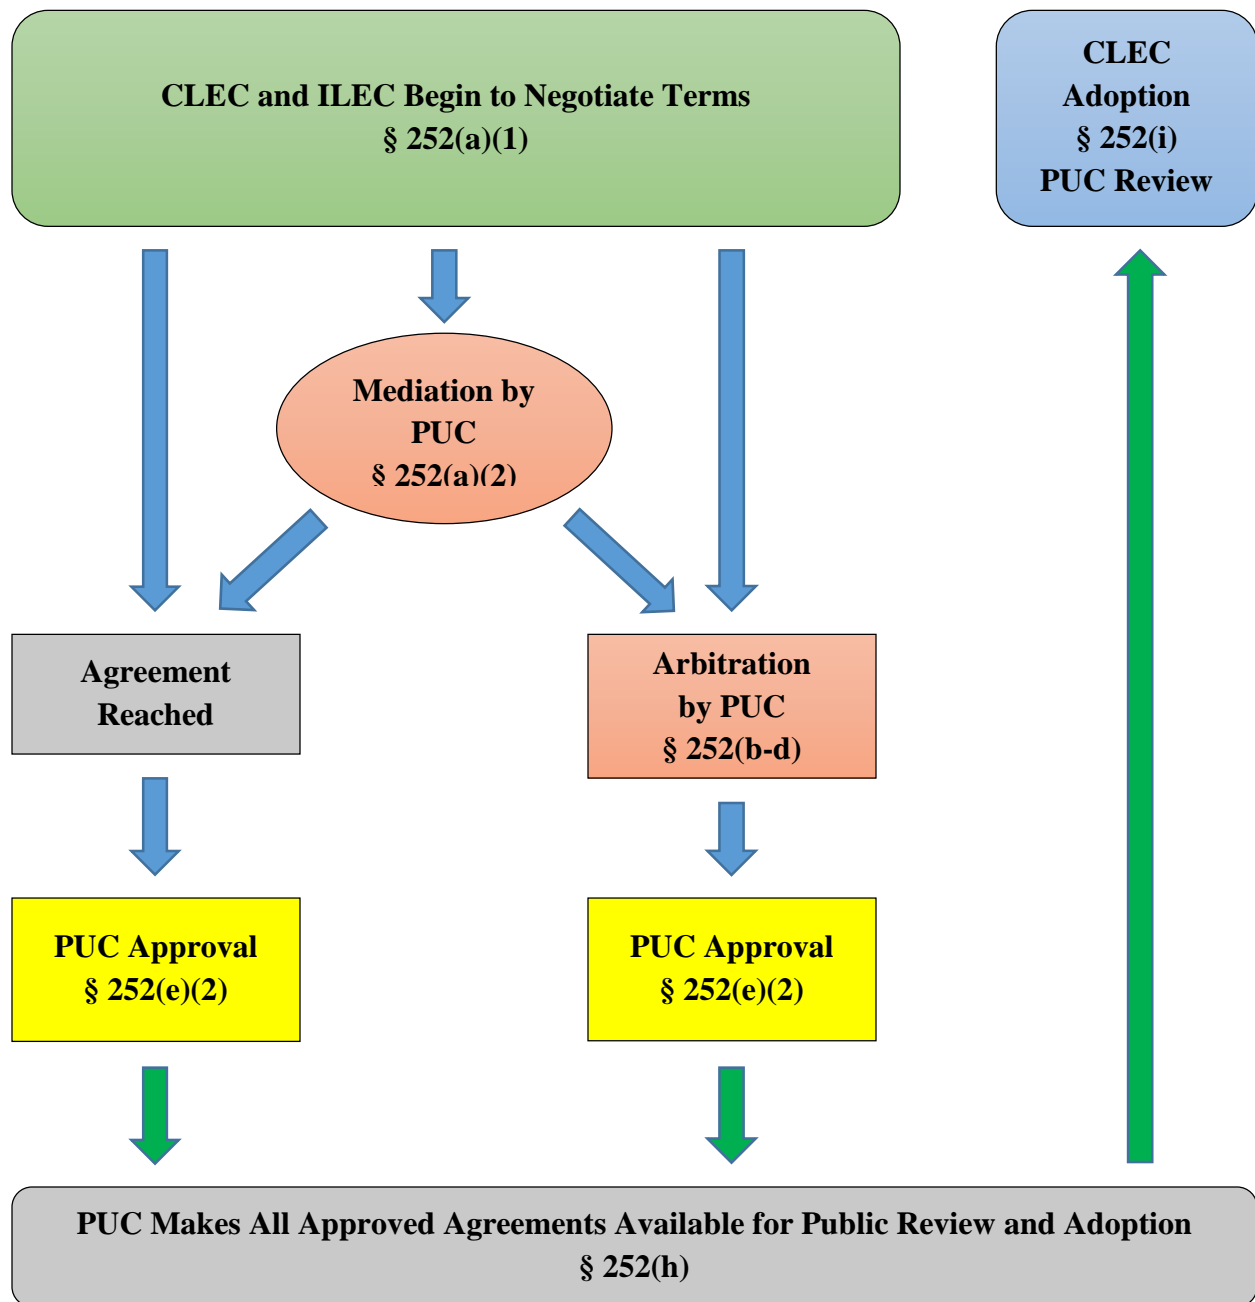 CLEC and ILEC Begin to Negotiate Terms
§ 252(a)(1)
CLEC
Adoption
§ 252(i)
PUC Review
Mediation by
PUC
§ 252(a)(2)
Agreement
Reached
Arbitration
by PUC
§ 252(b-d)
PUC Approval
§ 252(e)(2)
PUC Approval
§ 252(e)(2)
PUC Makes All Approved Agreements Available for Public Review and Adoption
§ 252(h)